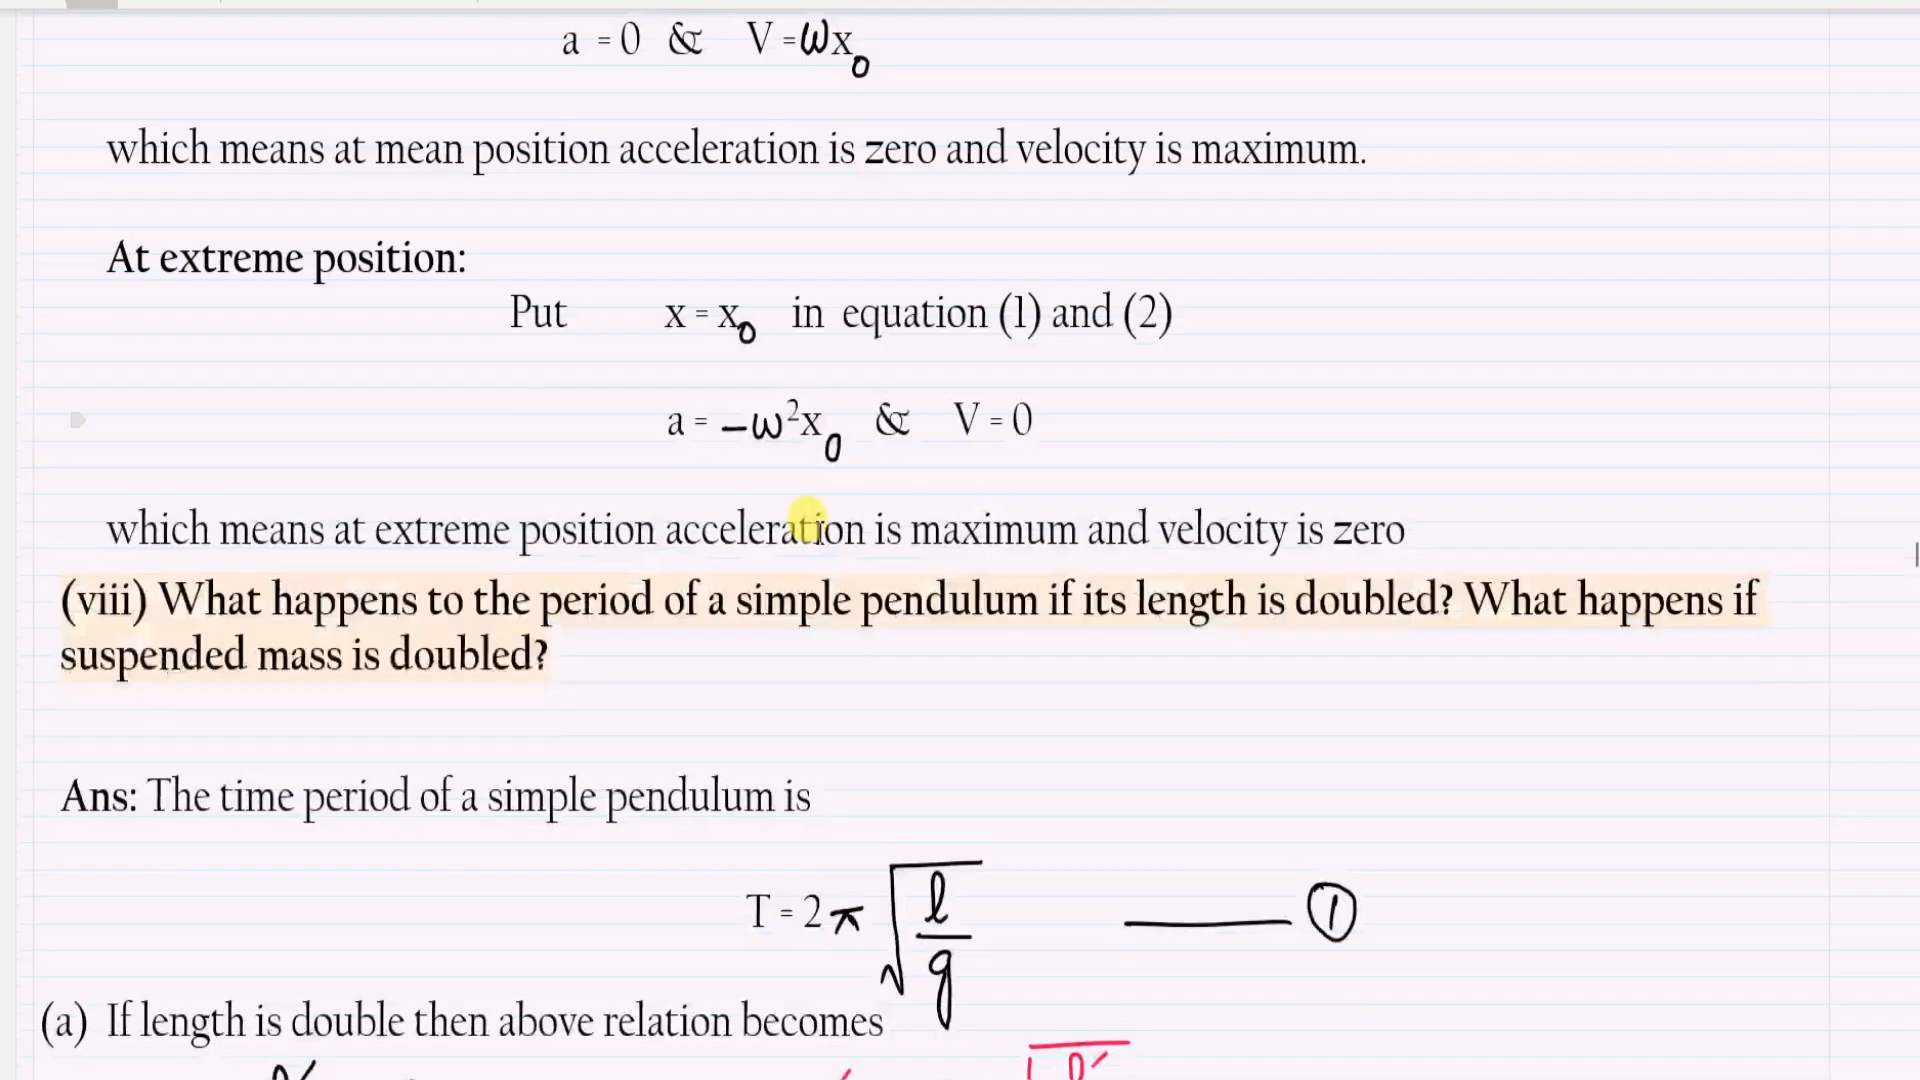 a = 0 & V = ωx₀
which means at mean position acceleration is zero and velocity is maximum.
At extreme position:
Put x = x₀ in equation (1) and (2)
a = -ω²x₀ & V = 0
which means at extreme position acceleration is maximum and velocity is zero
(viii) What happens to the period of a simple pendulum if its length is doubled? What happens if
suspended mass is doubled?
Ans: The time period of a simple pendulum is
T = 2π √(l/g) —— ①
(a) If length is double then above relation becomes